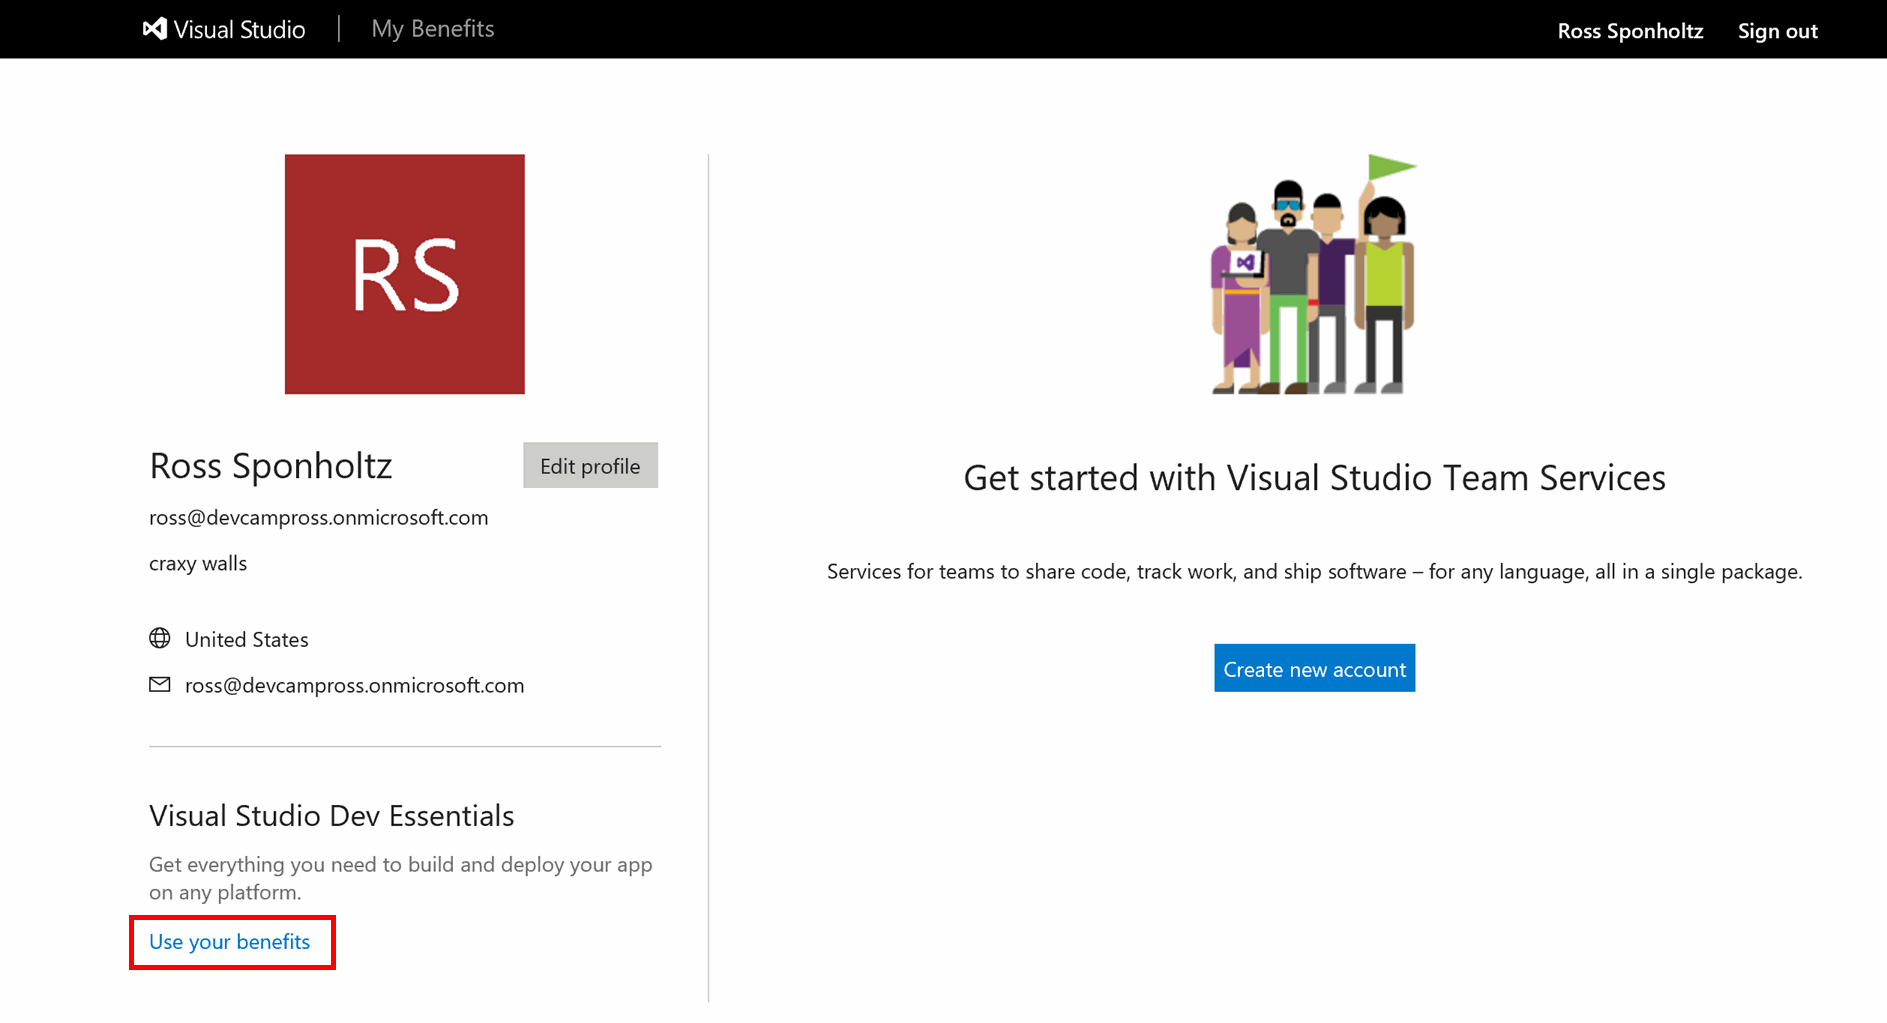 Visual Studio | My Benefits
Ross Sponholtz
Sign out
RS
Ross Sponholtz
Edit profile
ross@devcampross.onmicrosoft.com
craxy walls
United States
ross@devcampross.onmicrosoft.com
Visual Studio Dev Essentials
Get everything you need to build and deploy your app
on any platform.
Use your benefits
Get started with Visual Studio Team Services
Services for teams to share code, track work, and ship software – for any language, all in a single package.
Create new account